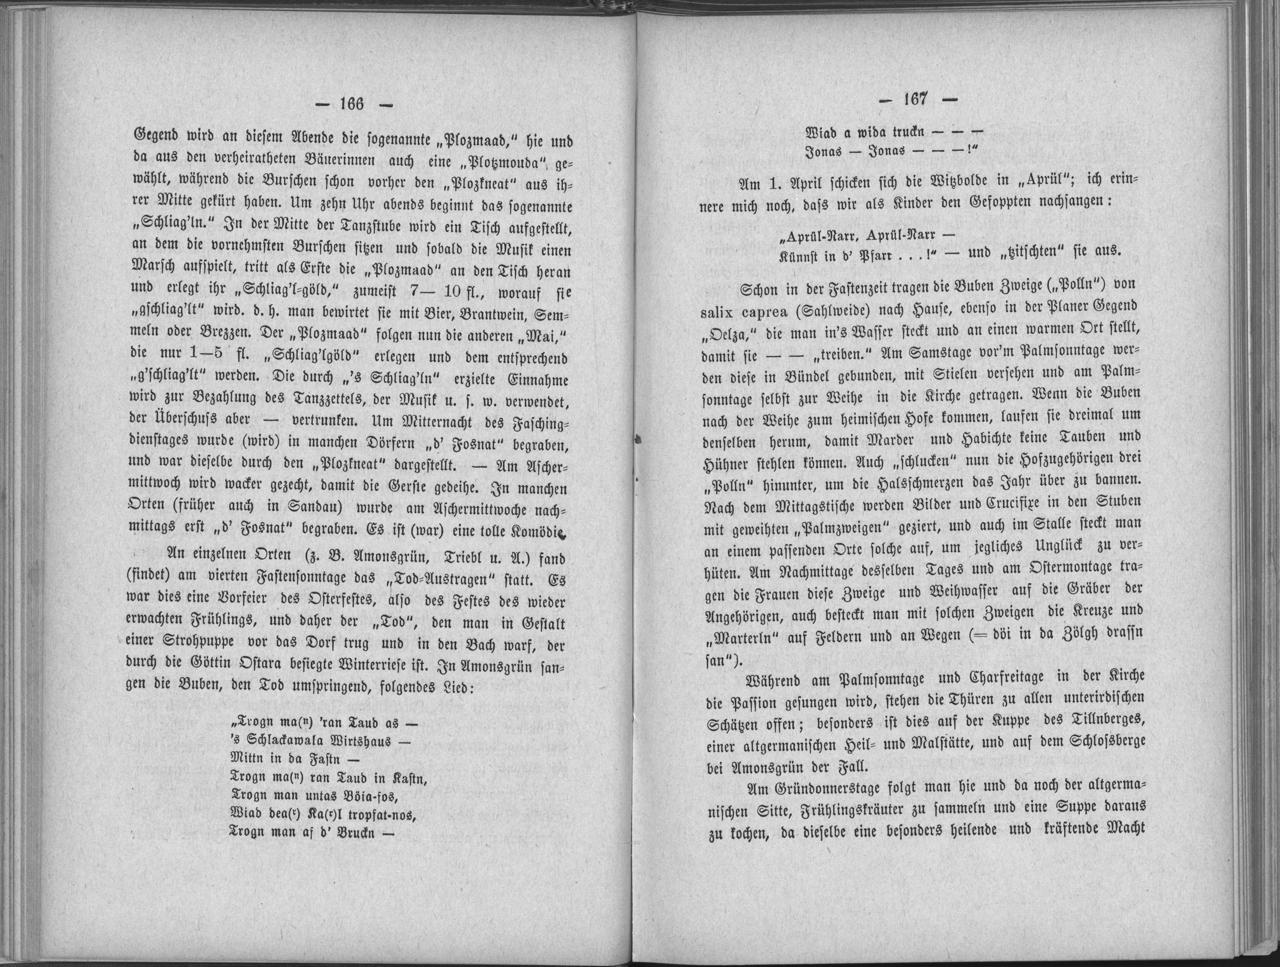 — 166 —
Gegend wird an diesem Abende die sogenannte „Plozmaad,“ hie und
da aus den verheiratheten Bäuerinnen auch eine „Plotzmouda“, ge-
wählt, während die Burschen schon vorher den „Plozkneat“ aus ih-
rer Mitte gekürt haben. Um zehn Uhr abends beginnt das sogenannte
„Schliag'ln.“ In der Mitte der Tanzstube wird ein Tisch aufgestellt,
an dem die vornehmsten Burschen sitzen und sobald die Musik einen
Marsch aufspielt, tritt als Erste die „Plozmaad“ an den Tisch heran
und erlegt ihr „Schliag'l-göld,“ zumeist 7— 10 fl., worauf sie
„gschliag'lt“ wird. d. h. man bewirtet sie mit Bier, Brantwein, Sem-
meln oder Brezzen. Der „Plozmaad“ folgen nun die anderen „Mai,“
die nur 1—5 fl. „Schliag'lgöld“ erlegen und dem entsprechend
„g'schliag'lt“ werden. Die durch „'s Schliag'ln“ erzielte Einnahme
wird zur Bezahlung des Tanzzettels, der Musik u. s. w. verwendet,
der Überschuss aber — vertrunken. Um Mitternacht des Fasching-
dienstages wurde (wird) in manchen Dörfern „d' Fosnat“ begraben,
und war dieselbe durch den „Plozkneat“ dargestellt. — Am Ascher-
mittwoch wird wacker gezecht, damit die Gerste gedeihe. In manchen
Orten (früher auch in Sandau) wurde am Aschermittwoche nach-
mittags erst „d' Fosnat“ begraben. Es ist (war) eine tolle Komödie.
An einzelnen Orten (z. B. Amonsgrün, Triebl u. A.) fand
(findet) am vierten Fastensonntage das „Tod-Austragen“ statt. Es
war dies eine Vorfeier des Osterfestes, also des Festes des wieder
erwachten Frühlings, und daher der „Tod“, den man in Gestalt
einer Strohpuppe vor das Dorf trug und in den Bach warf, der
durch die Göttin Ostara besiegte Winterriese ist. In Amonsgrün san-
gen die Buben, den Tod umspringend, folgendes Lied:
„Trogn ma(n) 'ran Taud as —
's Schlackawala Wirtshaus —
Mittn in da Fastn —
Trogn ma(n) ran Taud in Kastn,
Trogn man untas Böia-fos,
Wiad dea(r) Ka(r)l tropfat-nos,
Trogn man af d' Bruckn —
— 167 —
Wiad a wida truckn — — —
Jonas — Jonas — — —!“
Am 1. April schicken sich die Witzbolde in „Aprül“; ich erin-
nere mich noch, dass wir als Kinder den Gefoppten nachsangen:
„Aprül-Narr, Aprül-Narr —
Künnst in d' Pfarr . . .!“ — und „tzitschten“ sie aus.
Schon in der Fastenzeit tragen die Buben Zweige („Polln“) von
salix caprea (Sahlweide) nach Hause, ebenso in der Planer Gegend
„Oelza,“ die man in's Wasser steckt und an einen warmen Ort stellt,
damit sie — — „treiben.“ Am Samstage vor'm Palmsonntage wer-
den diese in Bündel gebunden, mit Stielen versehen und am Palm-
sonntage selbst zur Weihe in die Kirche getragen. Wenn die Buben
nach der Weihe zum heimischen Hofe kommen, laufen sie dreimal um
denselben herum, damit Marder und Habichte keine Tauben und
Hühner stehlen können. Auch „schlucken“ nun die Hofzugehörigen drei
„Polln“ hinunter, um die Halsschmerzen das Jahr über zu bannen.
Nach dem Mittagstische werden Bilder und Crucifixe in den Stuben
mit geweihten „Palmzweigen“ geziert, und auch im Stalle steckt man
an einem passenden Orte solche auf, um jegliches Unglück zu ver-
hüten. Am Nachmittage desselben Tages und am Ostermontage tra-
gen die Frauen diese Zweige und Weihwasser auf die Gräber der
Angehörigen, auch besteckt man mit solchen Zweigen die Kreuze und
„Marterln“ auf Feldern und an Wegen (= döi in da Zölgh drassn
san“).
Während am Palmsonntage und Charfreitage in der Kirche
die Passion gesungen wird, stehen die Thüren zu allen unterirdischen
Schätzen offen; besonders ist dies auf der Kuppe des Tillnberges,
einer altgermanischen Heil- und Malstätte, und auf dem Schlossberge
bei Amonsgrün der Fall.
Am Gründonnerstage folgt man hie und da noch der altgerma-
nischen Sitte, Frühlingskräuter zu sammeln und eine Suppe daraus
zu kochen, da dieselbe eine besonders heilende und kräftende Macht